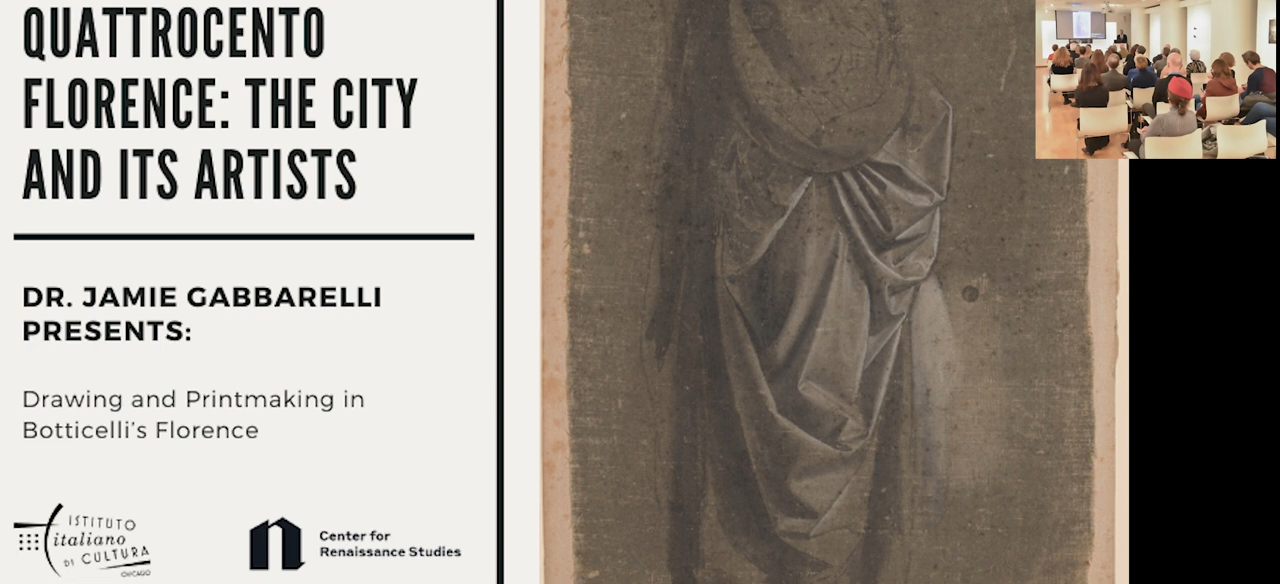 QUATTROCENTO
FLORENCE: THE CITY
AND ITS ARTISTS
DR. JAMIE GABBARELLI
PRESENTS:
Drawing and Printmaking in
Botticelli's Florence
ISTITUTO
italiano
DI CULTURA
CHICAGO
n
Center for
Renaissance Studies